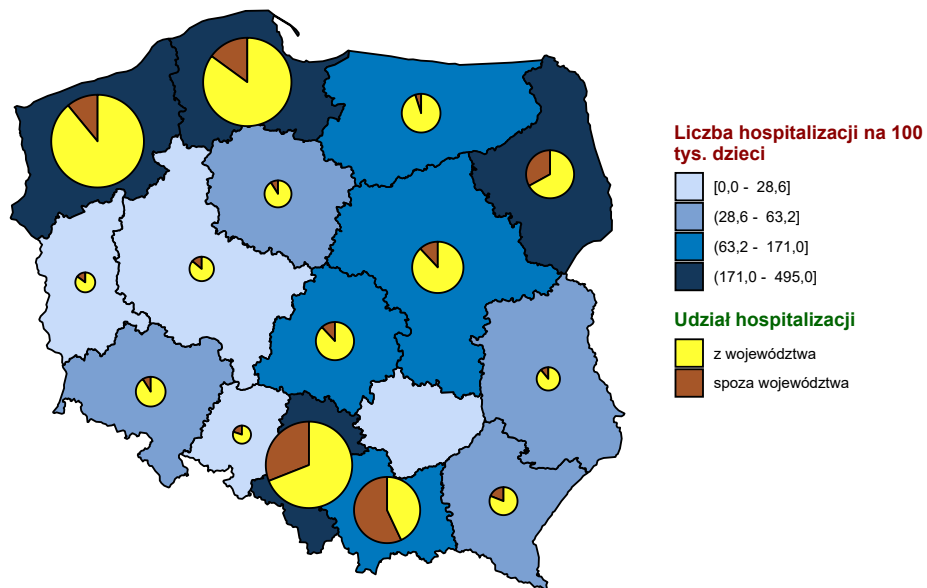 Liczba hospitalizacji na 100
tys. dzieci
[0,0 - 28,6]
(28,6 - 63,2]
(63,2 - 171,0]
(171,0 - 495,0]
Udział hospitalizacji
z województwa
spoza województwa